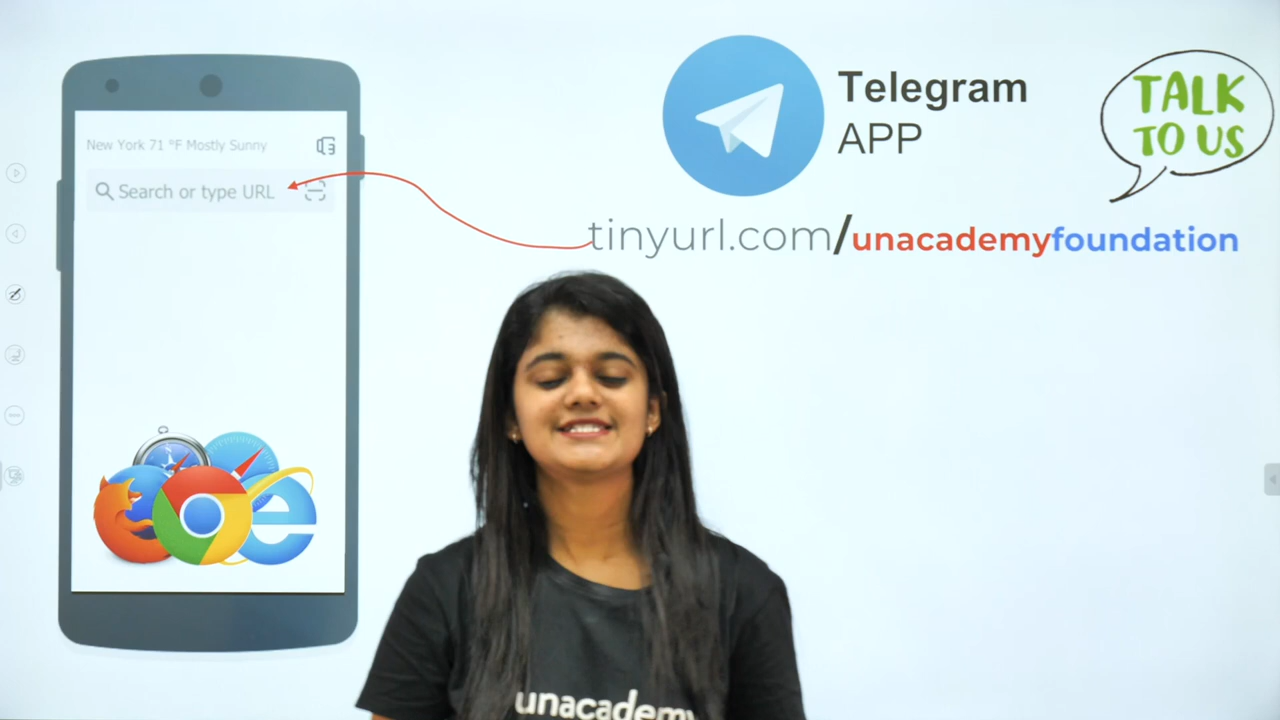 New York 71 °F Mostly Sunny
Search or type URL
Telegram
APP
TALK
TO US
tinyurl.com/unacademyfoundation
unacademy